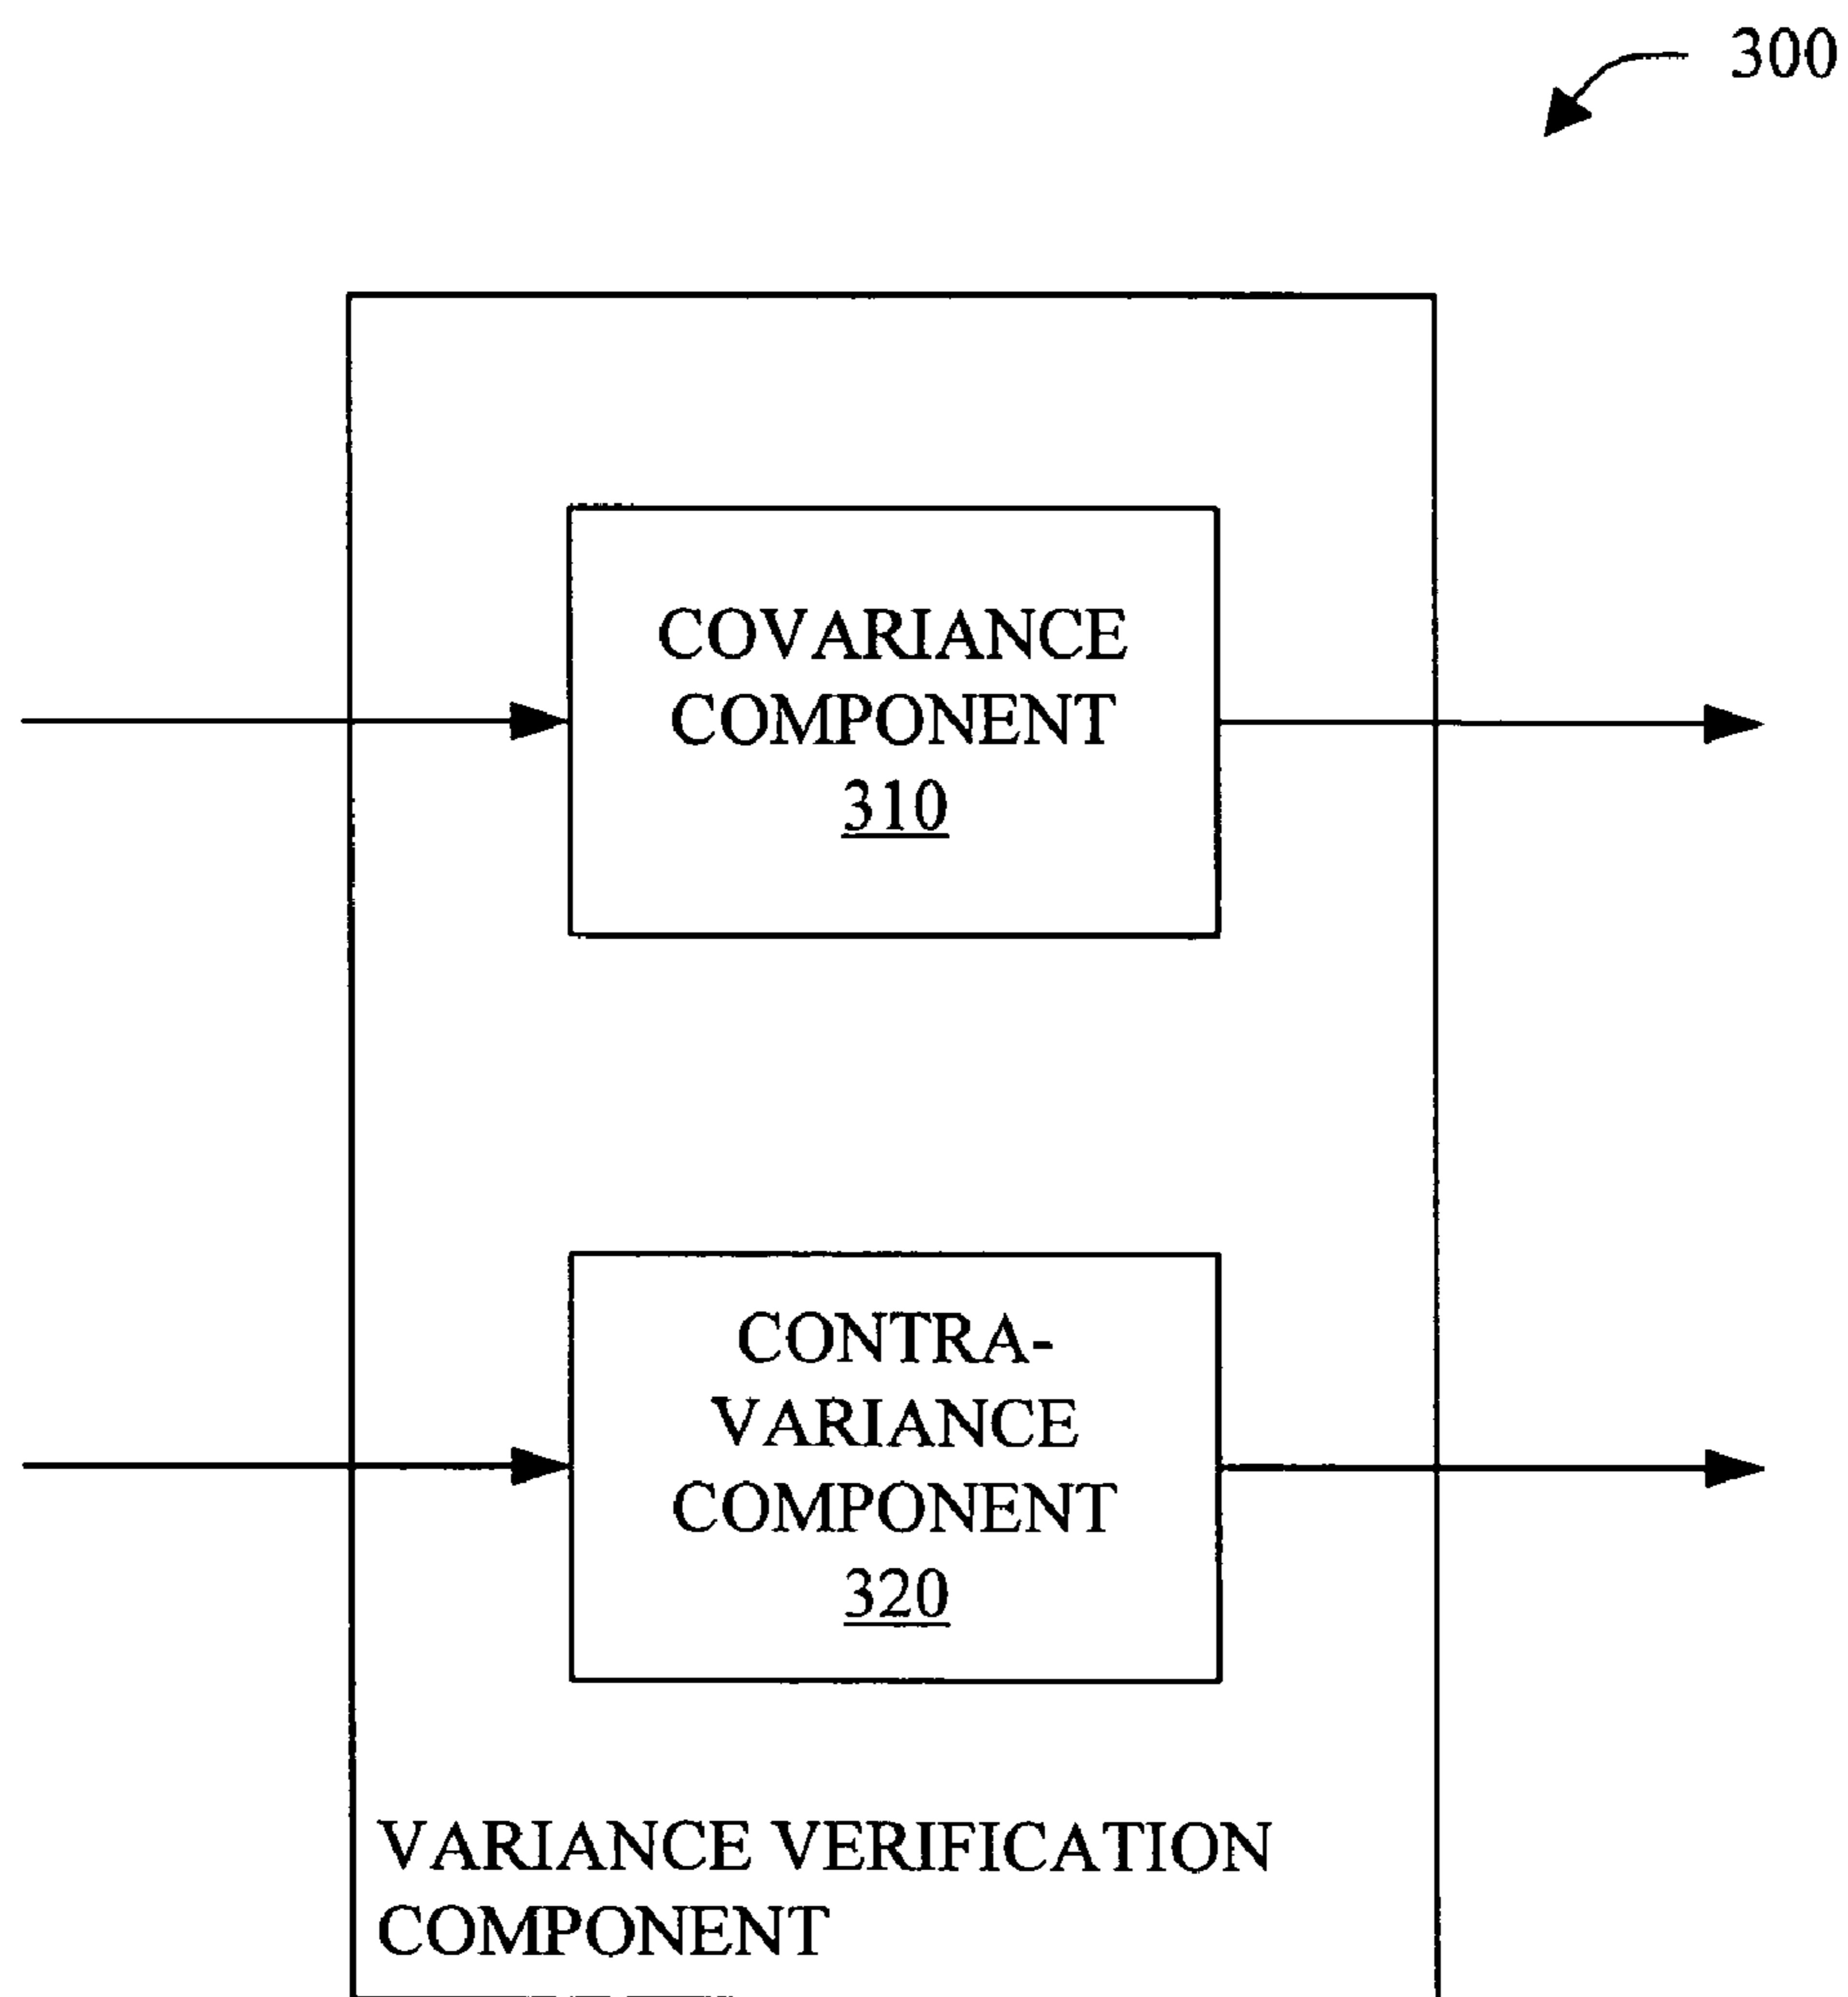 300
COVARIANCE
COMPONENT
310
CONTRA-
VARIANCE
COMPONENT
320
VARIANCE VERIFICATION
COMPONENT